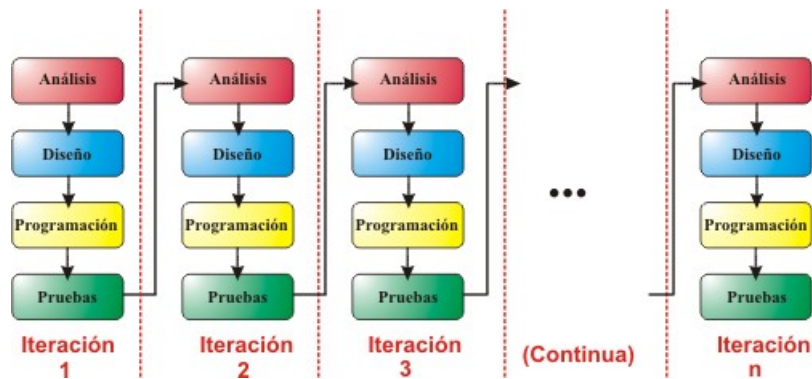 Análisis
Diseño
Programación
Pruebas
Iteración
1
Análisis
Diseño
Programación
Pruebas
Iteración
2
Análisis
Diseño
Programación
Pruebas
Iteración
3
...
(Continua)
Análisis
Diseño
Programación
Pruebas
Iteración
n